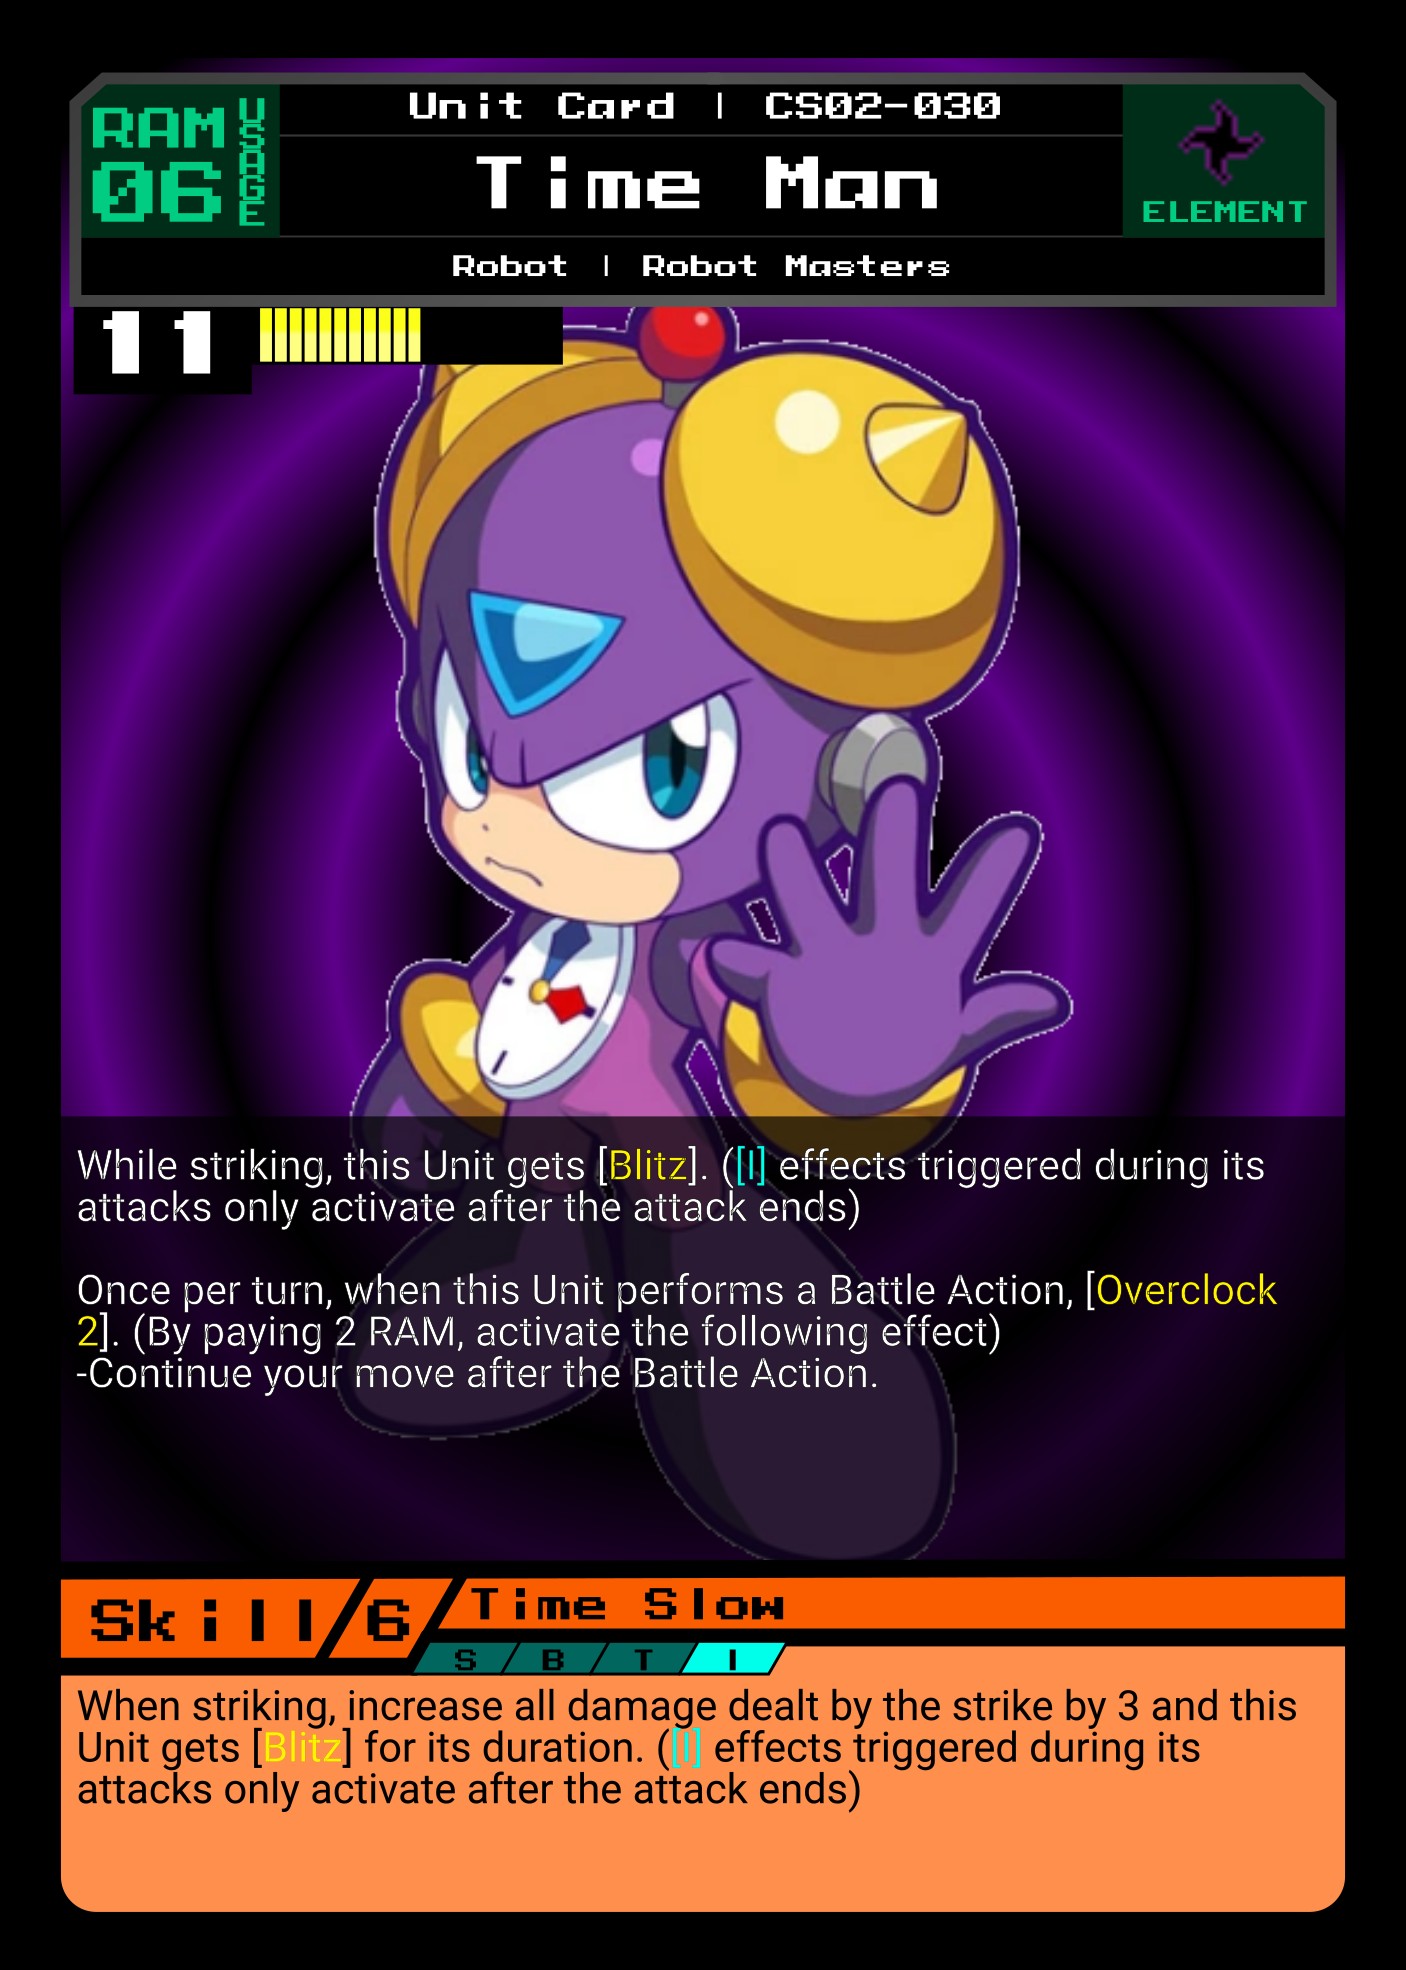 RAM
06
USAGE
Unit Card | CS02-030
Time Man
Robot | Robot Masters
ELEMENT
11
While striking, this Unit gets [Blitz]. ([I] effects triggered during its
attacks only activate after the attack ends)
Once per turn, when this Unit performs a Battle Action, [Overclock
2]. (By paying 2 RAM, activate the following effect)
-Continue your move after the Battle Action.
Skill/6
Time Slow
S / B / T / I
When striking, increase all damage dealt by the strike by 3 and this
Unit gets [Blitz] for its duration. ([I] effects triggered during its
attacks only activate after the attack ends)